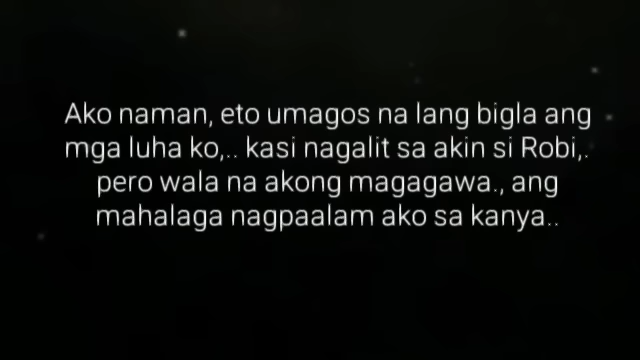 Ako naman, eto umagos na lang bigla ang
mga luha ko,.. kasi nagalit sa akin si Robi,.
pero wala na akong magagawa., ang
mahalaga nagpaalam ako sa kanya..